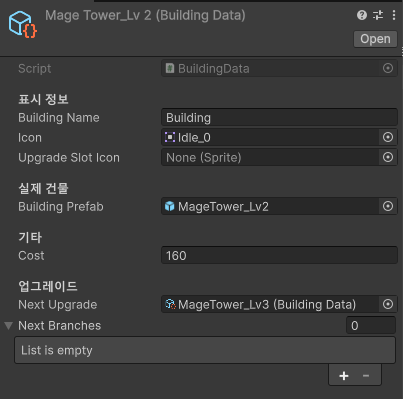 Mage Tower_Lv 2 (Building Data)
Open
Script BuildingData
표시 정보
Building Name Building
Icon Idle_0
Upgrade Slot Icon None (Sprite)
실제 건물
Building Prefab MageTower_Lv2
기타
Cost 160
업그레이드
Next Upgrade MageTower_Lv3 (Building Data)
Next Branches 0
List is empty
+ -